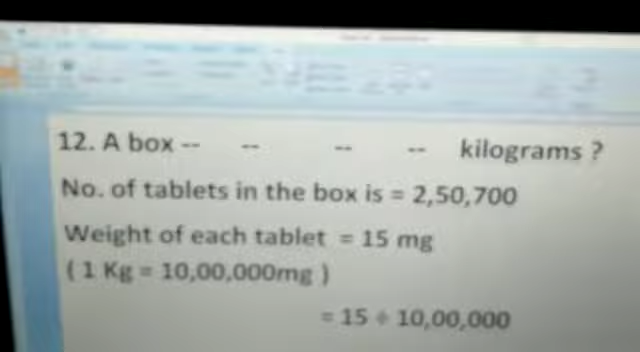 12. A box -- -- -- -- kilograms ?
No. of tablets in the box is = 2,50,700
Weight of each tablet = 15 mg
( 1 Kg = 10,00,000mg )
= 15 ÷ 10,00,000